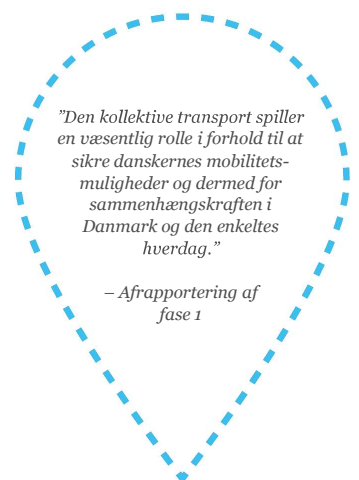 ”Den kollektive transport spiller
en væsentlig rolle i forhold til at
sikre danskernes mobilitets-
muligheder og dermed for
sammenhængskraften i
Danmark og den enkeltes
hverdag.”
– Afrapportering af
fase 1